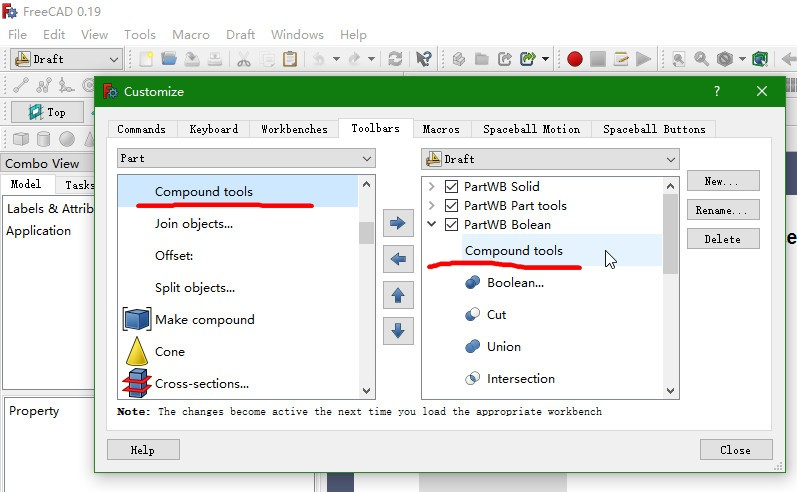 FreeCAD 0.19
File Edit View Tools Macro Draft Windows Help
Draft
Top
Combo View
Model Tasks
Labels & Attrib
Application
Property
Customize ?
Commands Keyboard Workbenches Toolbars Macros Spaceball Motion Spaceball Buttons
Part
Compound tools
Join objects...
Offset:
Split objects...
Make compound
Cone
Cross-sections...
Draft
PartWB Solid
PartWB Part tools
PartWB Bolean
Compound tools
Boolean...
Cut
Union
Intersection
New...
Rename...
Delete
Note: The changes become active the next time you load the appropriate workbench
Help
Close
e